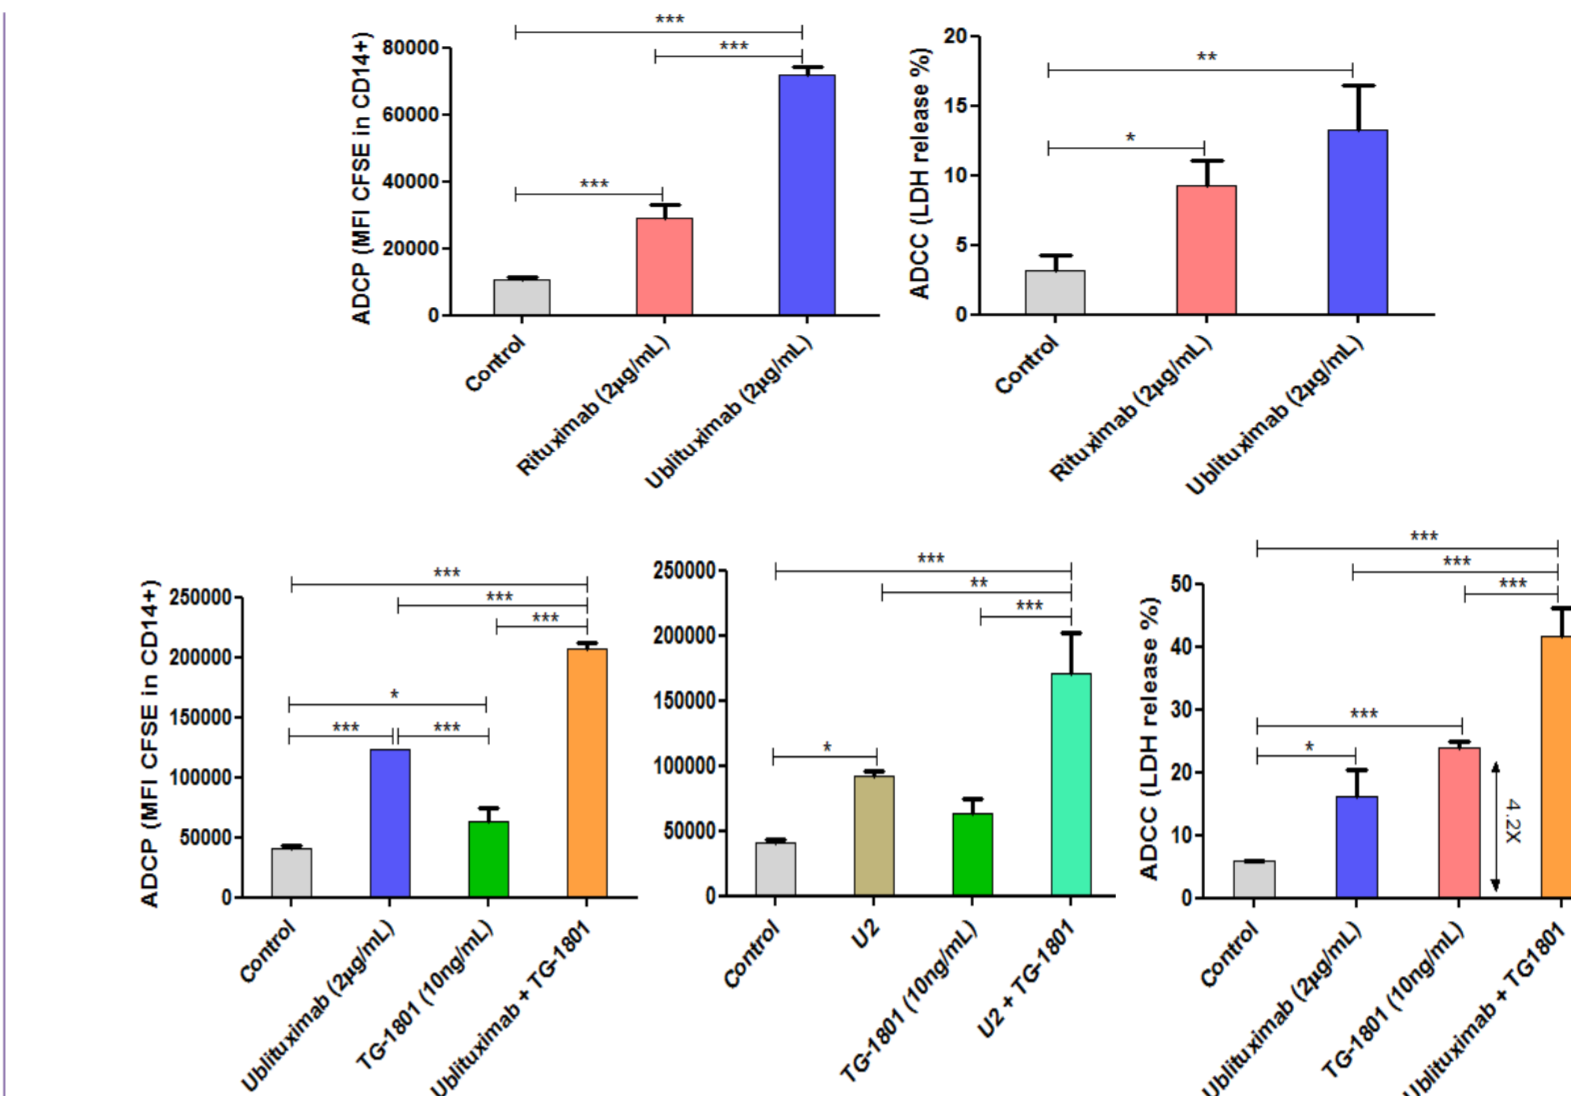 ADCP (MFI CFSE in CD14+)
80000
60000
40000
20000
0
***
***
***
Control
Rituximab (2µg/mL)
Ublituximab (2µg/mL)
ADCC (LDH release %)
20
15
10
5
0
**
*
Control
Rituximab (2µg/mL)
Ublituximab (2µg/mL)
ADCP (MFI CFSE in CD14+)
250000
200000
150000
100000
50000
0
***
***
***
*
***
***
Control
Ublituximab (2µg/mL)
TG-1801 (10ng/mL)
Ublituximab + TG-1801
250000
200000
150000
100000
50000
0
***
**
***
*
Control
U2
TG-1801 (10ng/mL)
U2 + TG-1801
ADCC (LDH release %)
50
40
30
20
10
0
***
***
***
***
*
4.2X
Control
Ublituximab (2µg/mL)
TG-1801 (10ng/mL)
Ublituximab + TG1801